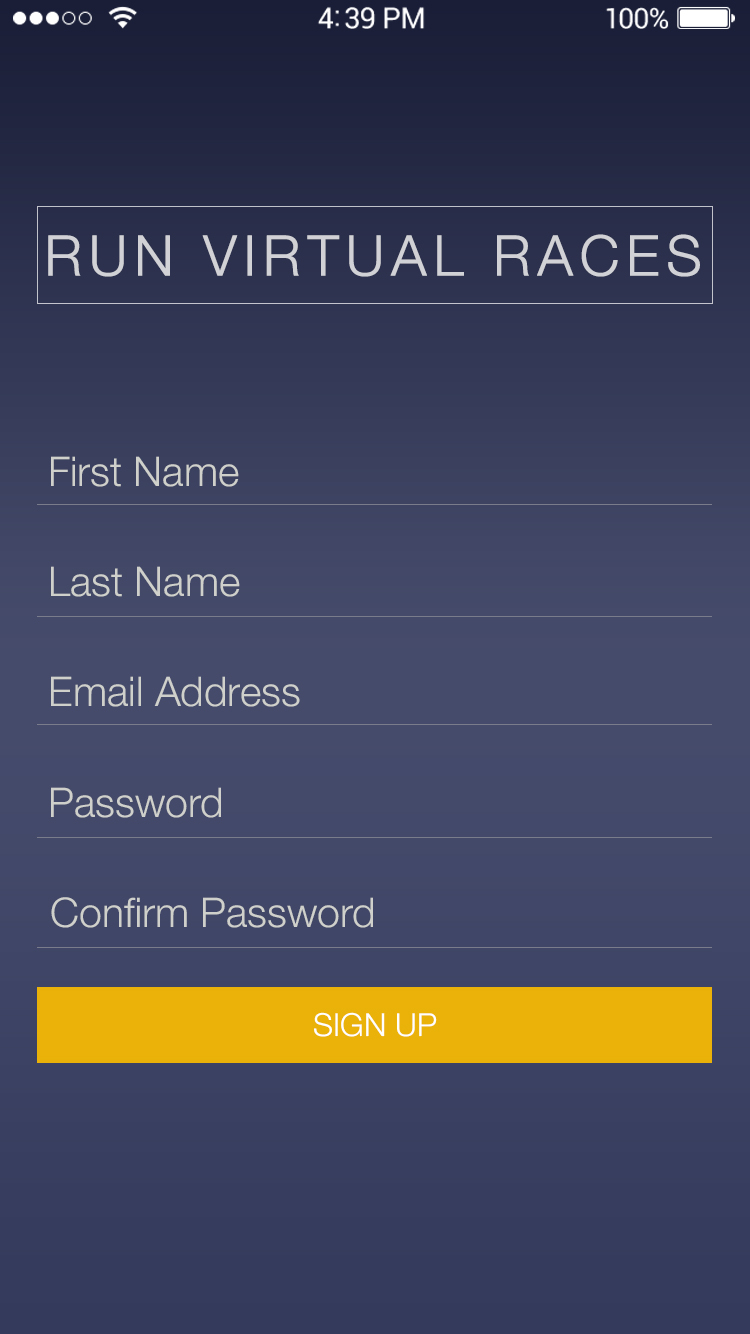 4:39 PM 100%
RUN VIRTUAL RACES
First Name
Last Name
Email Address
Password
Confirm Password
SIGN UP